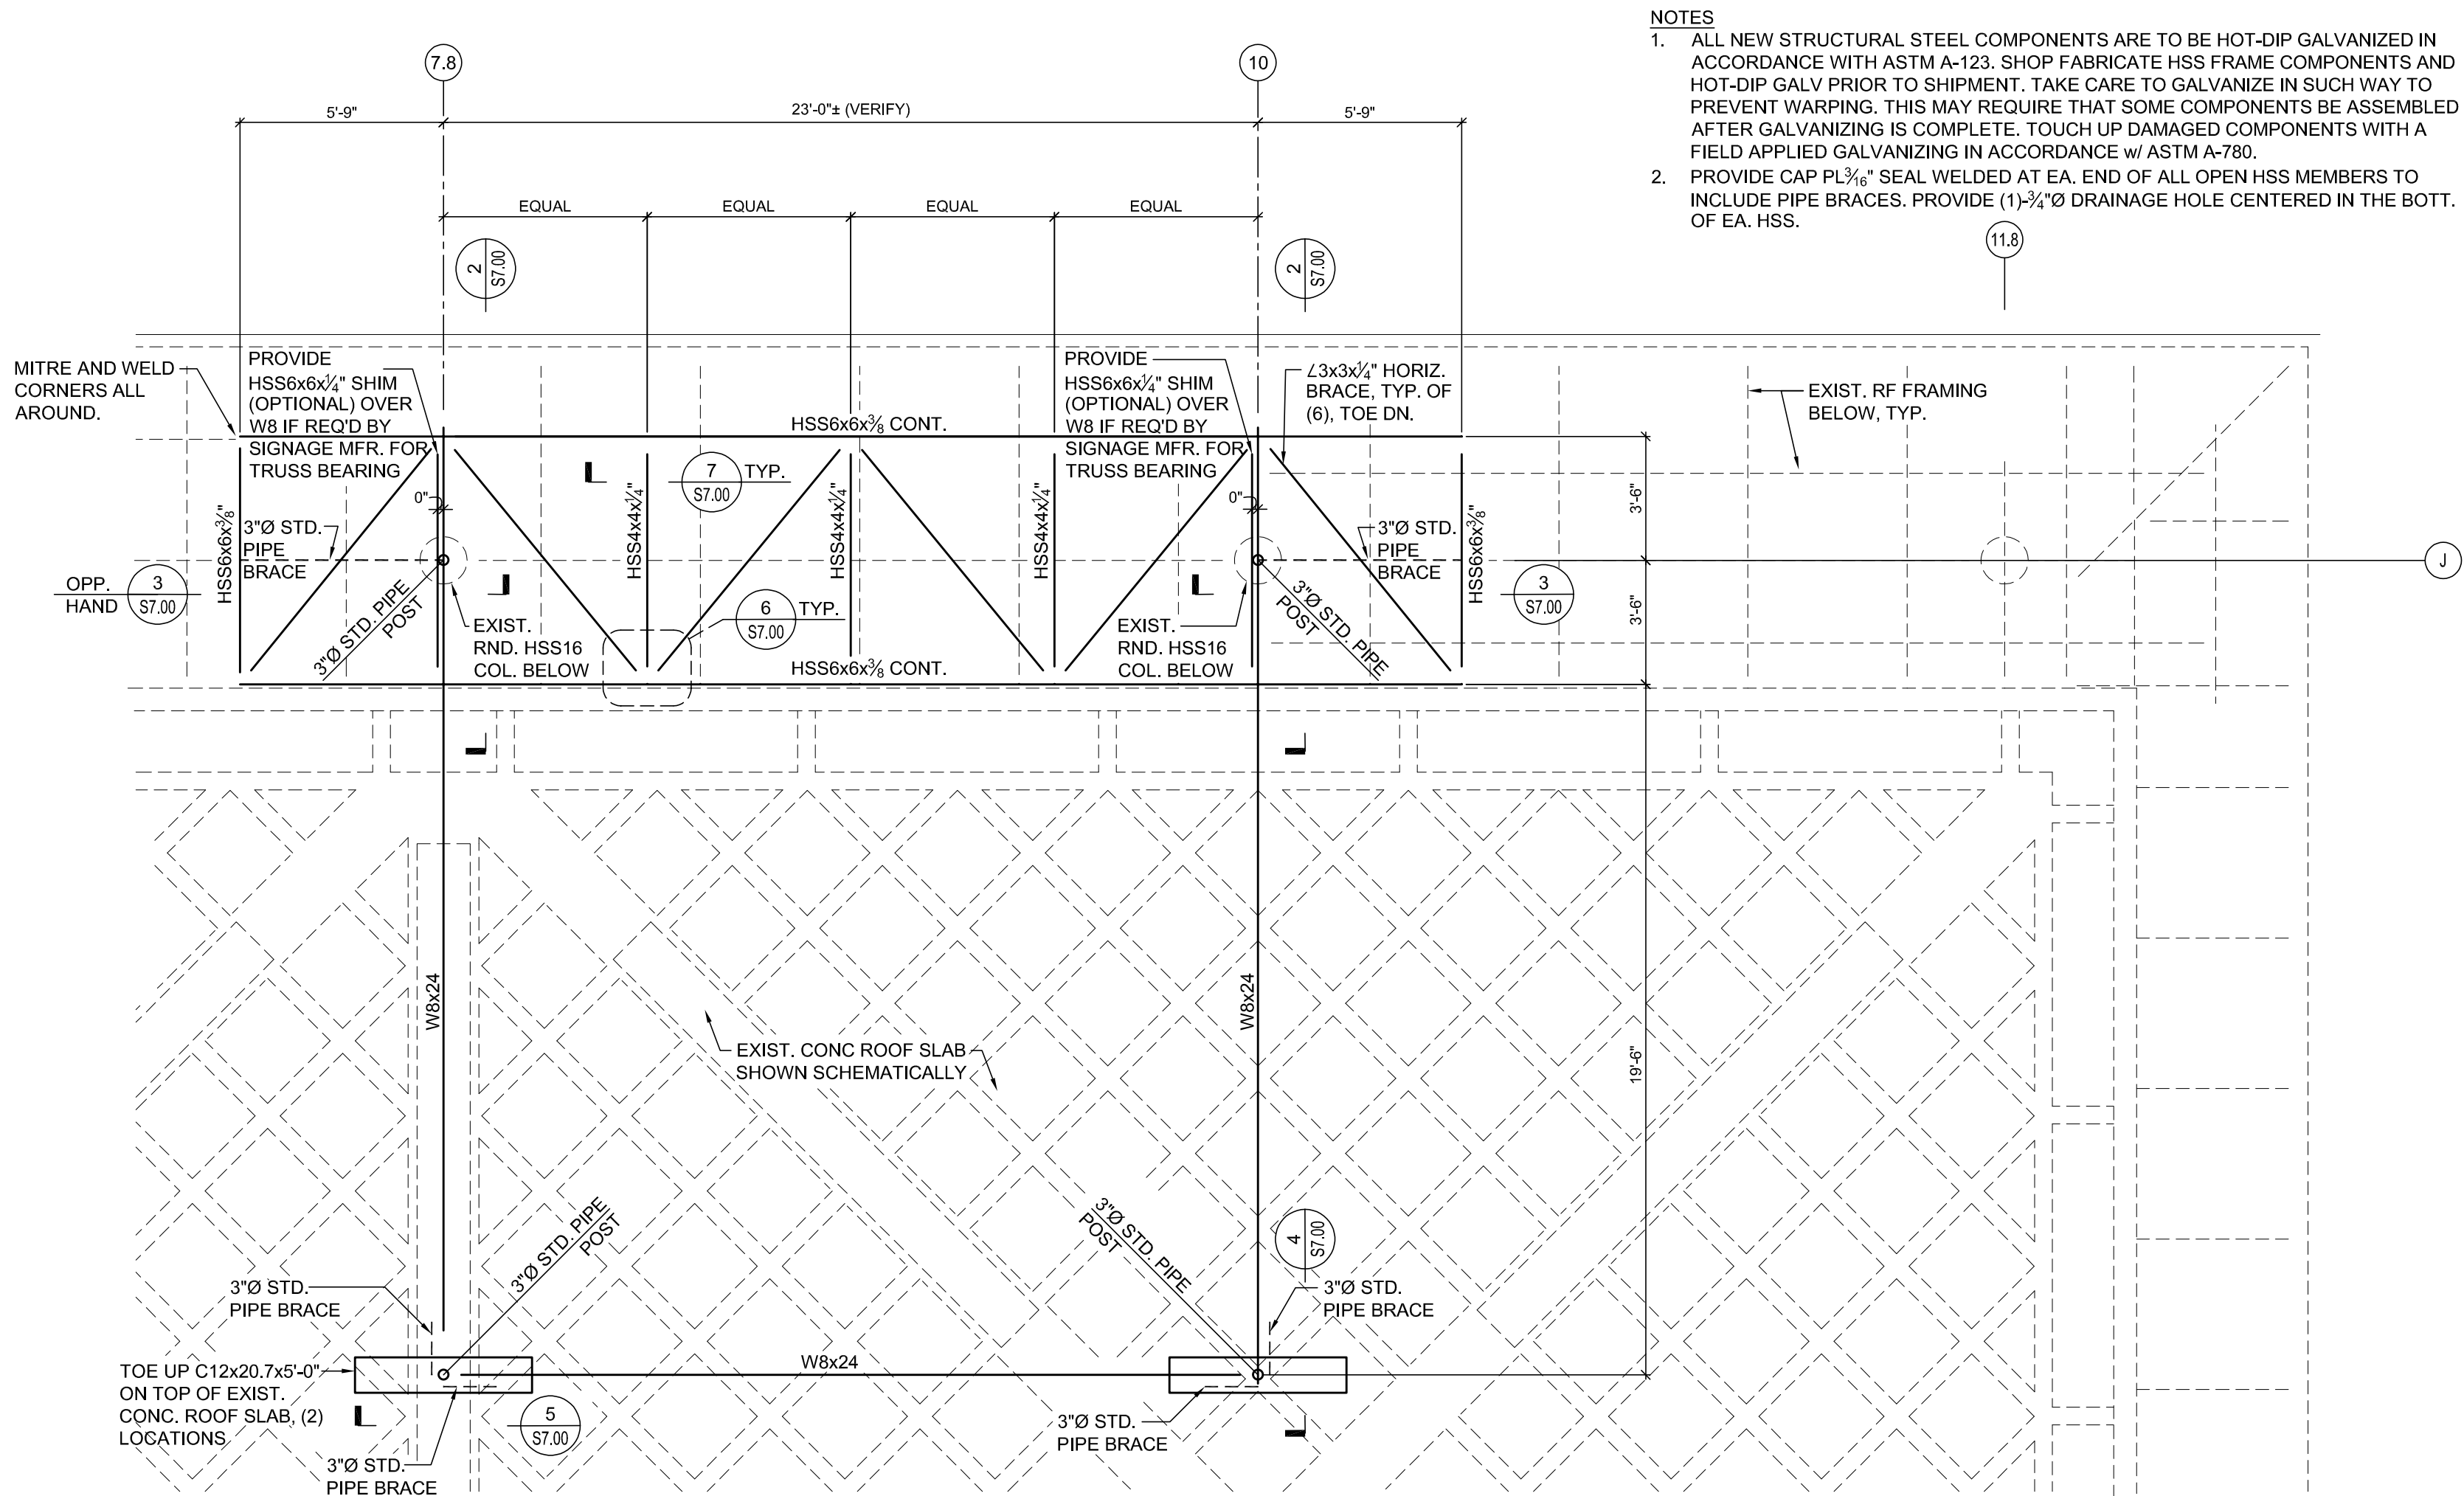 NOTES
1. ALL NEW STRUCTURAL STEEL COMPONENTS ARE TO BE HOT-DIP GALVANIZED IN
ACCORDANCE WITH ASTM A-123. SHOP FABRICATE HSS FRAME COMPONENTS AND
HOT-DIP GALV PRIOR TO SHIPMENT. TAKE CARE TO GALVANIZE IN SUCH WAY TO
PREVENT WARPING. THIS MAY REQUIRE THAT SOME COMPONENTS BE ASSEMBLED
AFTER GALVANIZING IS COMPLETE. TOUCH UP DAMAGED COMPONENTS WITH A
FIELD APPLIED GALVANIZING IN ACCORDANCE w/ ASTM A-780.
2. PROVIDE CAP PL3/16" SEAL WELDED AT EA. END OF ALL OPEN HSS MEMBERS TO
INCLUDE PIPE BRACES. PROVIDE (1)-3/4"Ø DRAINAGE HOLE CENTERED IN THE BOTT.
OF EA. HSS.
7.8
10
11.8
5'-9"
23'-0"± (VERIFY)
5'-9"
EQUAL
EQUAL
EQUAL
EQUAL
2
S7.00
2
S7.00
MITRE AND WELD
CORNERS ALL
AROUND.
PROVIDE
HSS6x6x1/4" SHIM
(OPTIONAL) OVER
W8 IF REQ'D BY
SIGNAGE MFR. FOR
TRUSS BEARING
PROVIDE
HSS6x6x1/4" SHIM
(OPTIONAL) OVER
W8 IF REQ'D BY
SIGNAGE MFR. FOR
TRUSS BEARING
∠3x3x1/4" HORIZ.
BRACE, TYP. OF
(6), TOE DN.
EXIST. RF FRAMING
BELOW, TYP.
HSS6x6x3/8 CONT.
7
S7.00
TYP.
0"
0"
HSS6x6x3/8"
HSS4x4x1/4"
HSS4x4x1/4"
HSS4x4x1/4"
HSS6x6x3/8"
3'-6"
3"Ø STD.
PIPE
BRACE
3"Ø STD.
PIPE
BRACE
J
OPP.
HAND
3
S7.00
3
S7.00
3'-6"
3"Ø STD. PIPE
POST
3"Ø STD. PIPE
POST
6
S7.00
TYP.
EXIST.
RND. HSS16
COL. BELOW
EXIST.
RND. HSS16
COL. BELOW
HSS6x6x3/8 CONT.
W8x24
W8x24
EXIST. CONC ROOF SLAB
SHOWN SCHEMATICALLY
19'-6"
3"Ø STD. PIPE
POST
3"Ø STD. PIPE
POST
4
S7.00
3"Ø STD.
PIPE BRACE
3"Ø STD.
PIPE BRACE
W8x24
TOE UP C12x20.7x5'-0"
ON TOP OF EXIST.
CONC. ROOF SLAB, (2)
LOCATIONS
5
S7.00
3"Ø STD.
PIPE BRACE
3"Ø STD.
PIPE BRACE